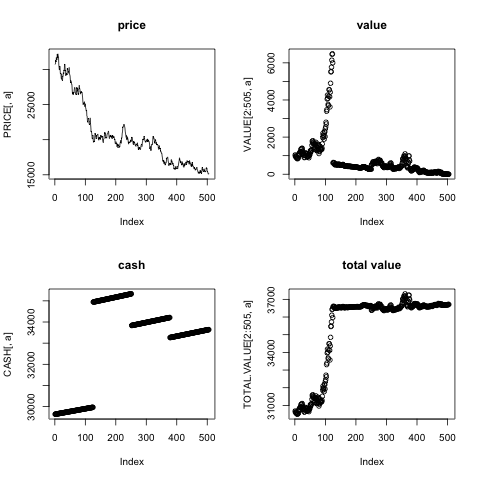 price
PRICE[, a]
15000 25000
0 100 200 300 400 500
Index
value
VALUE[2:505, a]
0 2000 4000 6000
0 100 200 300 400 500
Index
cash
CASH[, a]
30000 32000 34000
0 100 200 300 400 500
Index
total value
TOTAL.VALUE[2:505, a]
31000 34000 37000
0 100 200 300 400 500
Index